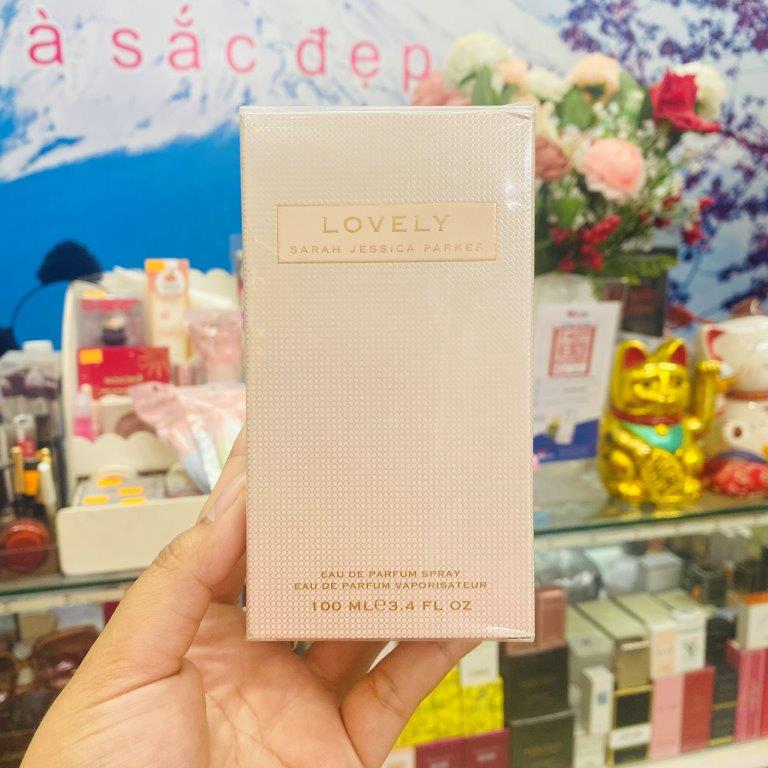 à sắc đẹp
LOVELY
SARAH JESSICA PARKER
EAU DE PARFUM SPRAY
EAU DE PARFUM VAPORISATEUR
100 ML℮3.4 FL OZ